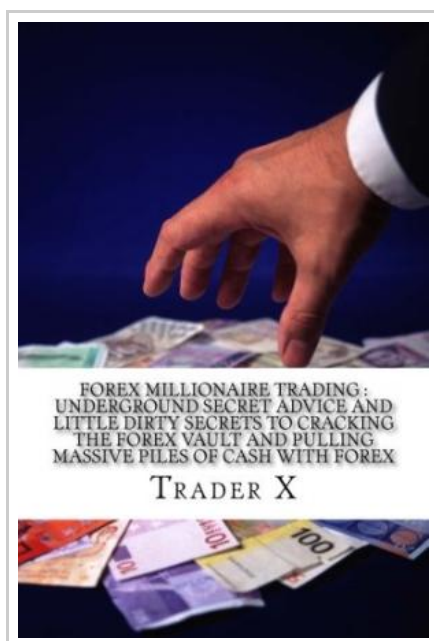 FOREX MILLIONAIRE TRADING :
UNDERGROUND SECRET ADVICE AND
LITTLE DIRTY SECRETS TO CRACKING
THE FOREX VAULT AND PULLING
MASSIVE PILES OF CASH WITH FOREX
TRADER X
100